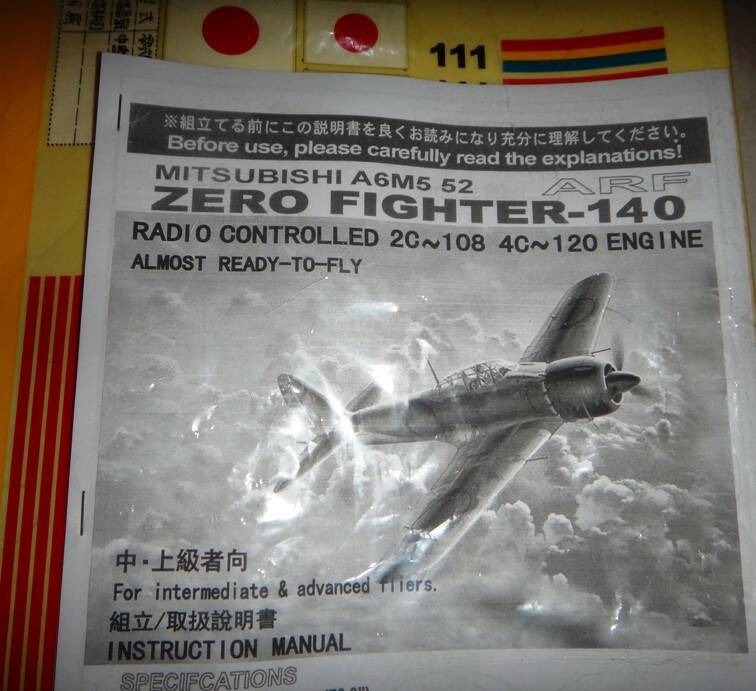 111
※組立てる前にこの説明書を良くお読みになり充分に理解してください。
Before use, please carefully read the explanations!
MITSUBISHI A6M5 52
ARF
ZERO FIGHTER-140
RADIO CONTROLLED 2C~108 4C~120 ENGINE
ALMOST READY-TO-FLY
中・上級者向
For intermediate & advanced fliers.
組立/取扱說明書
INSTRUCTION MANUAL
SPECIFCATIONS